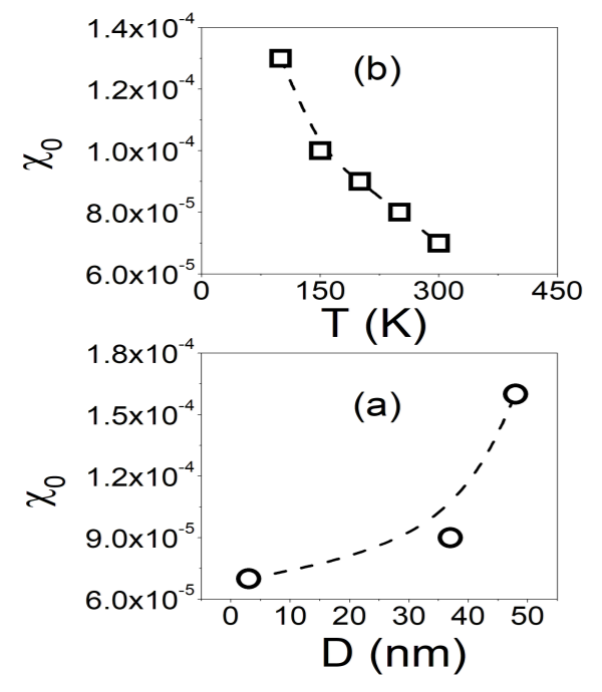 1.4x10⁻⁴
(b)
1.2x10⁻⁴
χ₀
1.0x10⁻⁴
8.0x10⁻⁵
6.0x10⁻⁵
0 150 300 450
T (K)
1.8x10⁻⁴
(a)
1.5x10⁻⁴
χ₀
1.2x10⁻⁴
9.0x10⁻⁵
6.0x10⁻⁵
0 10 20 30 40 50
D (nm)